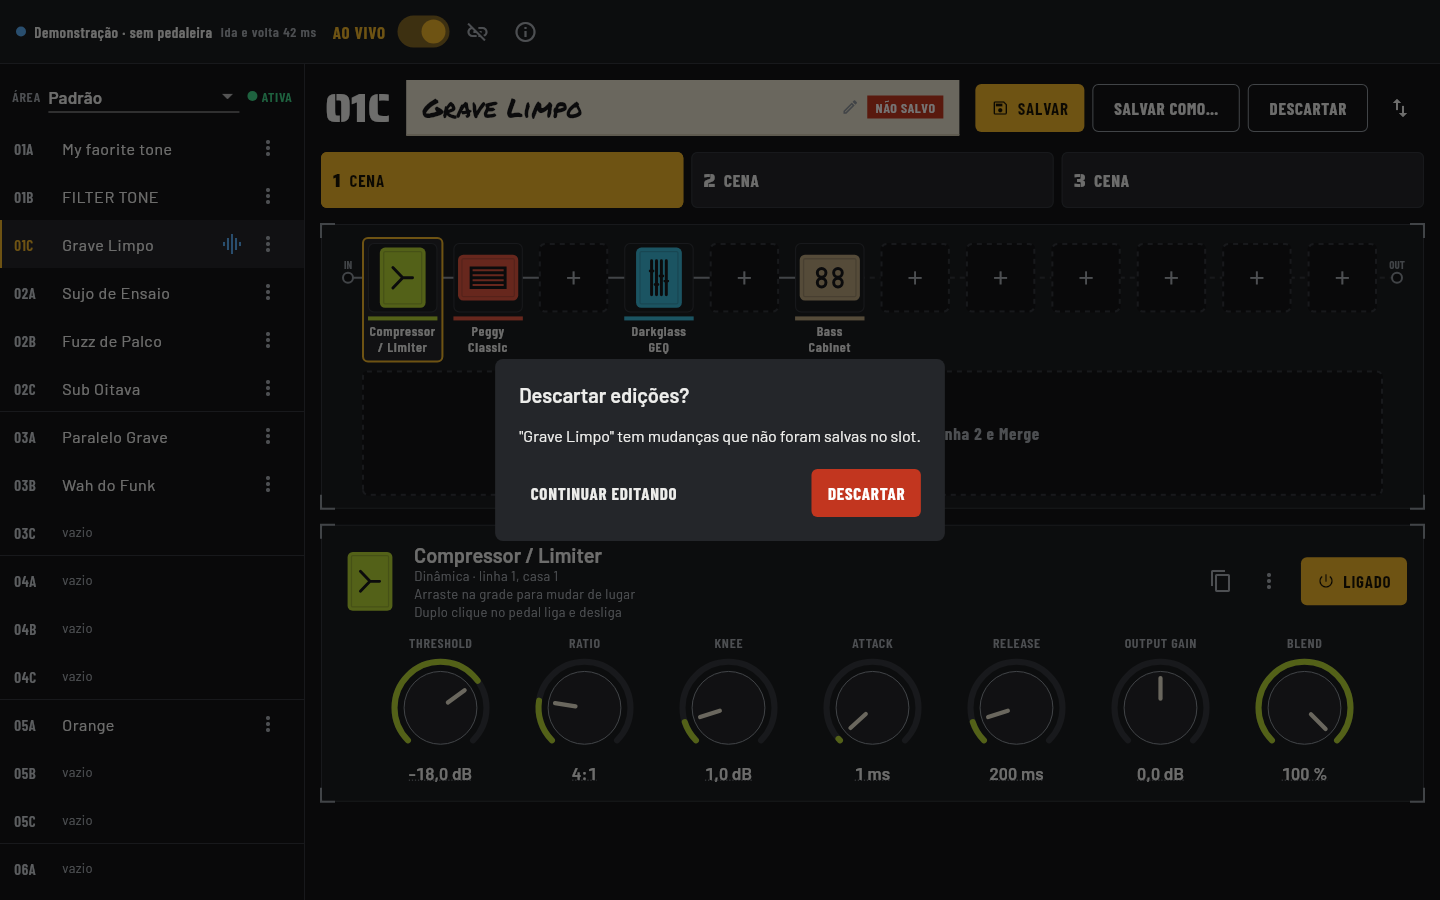 Demonstração · sem pedaleira
Ida e volta 42 ms
AO VIVO
ÁREA
Padrão
ATIVA
01A My faorite tone
01B FILTER TONE
01C Grave Limpo
02A Sujo de Ensaio
02B Fuzz de Palco
02C Sub Oitava
03A Paralelo Grave
03B Wah do Funk
03C vazio
04A vazio
04B vazio
04C vazio
05A Orange
05B vazio
05C vazio
06A vazio
01C
Grave Limpo
NÃO SALVO
SALVAR
SALVAR COMO...
DESCARTAR
1 CENA
2 CENA
3 CENA
IN
OUT
Compressor
/ Limiter
Peggy
Classic
Darkglass
GEQ
88
Bass
Cabinet
nha 2 e Merge
Descartar edições?
"Grave Limpo" tem mudanças que não foram salvas no slot.
CONTINUAR EDITANDO
DESCARTAR
Compressor / Limiter
Dinâmica · linha 1, casa 1
Arraste na grade para mudar de lugar
Duplo clique no pedal liga e desliga
LIGADO
THRESHOLD
RATIO
KNEE
ATTACK
RELEASE
OUTPUT GAIN
BLEND
-18,0 dB
4:1
1,0 dB
1 ms
200 ms
0,0 dB
100 %